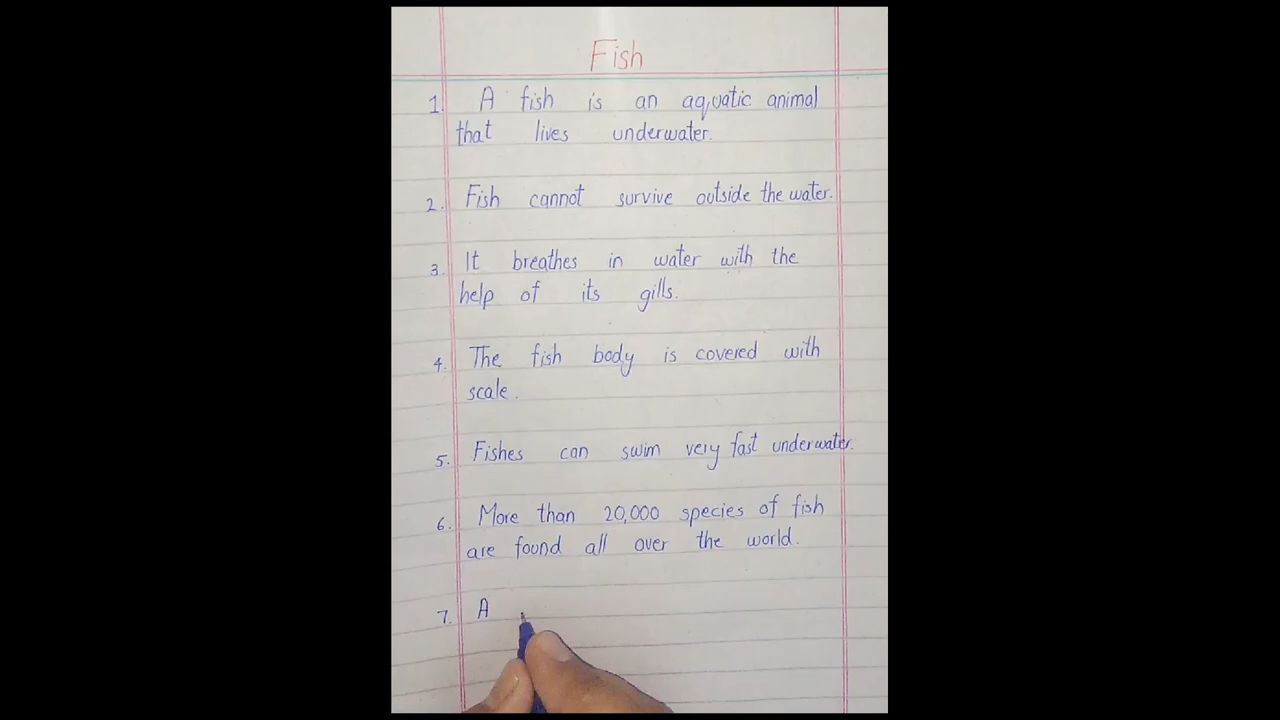 Fish
1. A fish is an aquatic animal
that lives underwater.
2. Fish cannot survive outside the water.
3. It breathes in water with the
help of its gills.
4. The fish body is covered with
scale.
5. Fishes can swim very fast underwater.
6. More than 20,000 species of fish
are found all over the world.
7. A